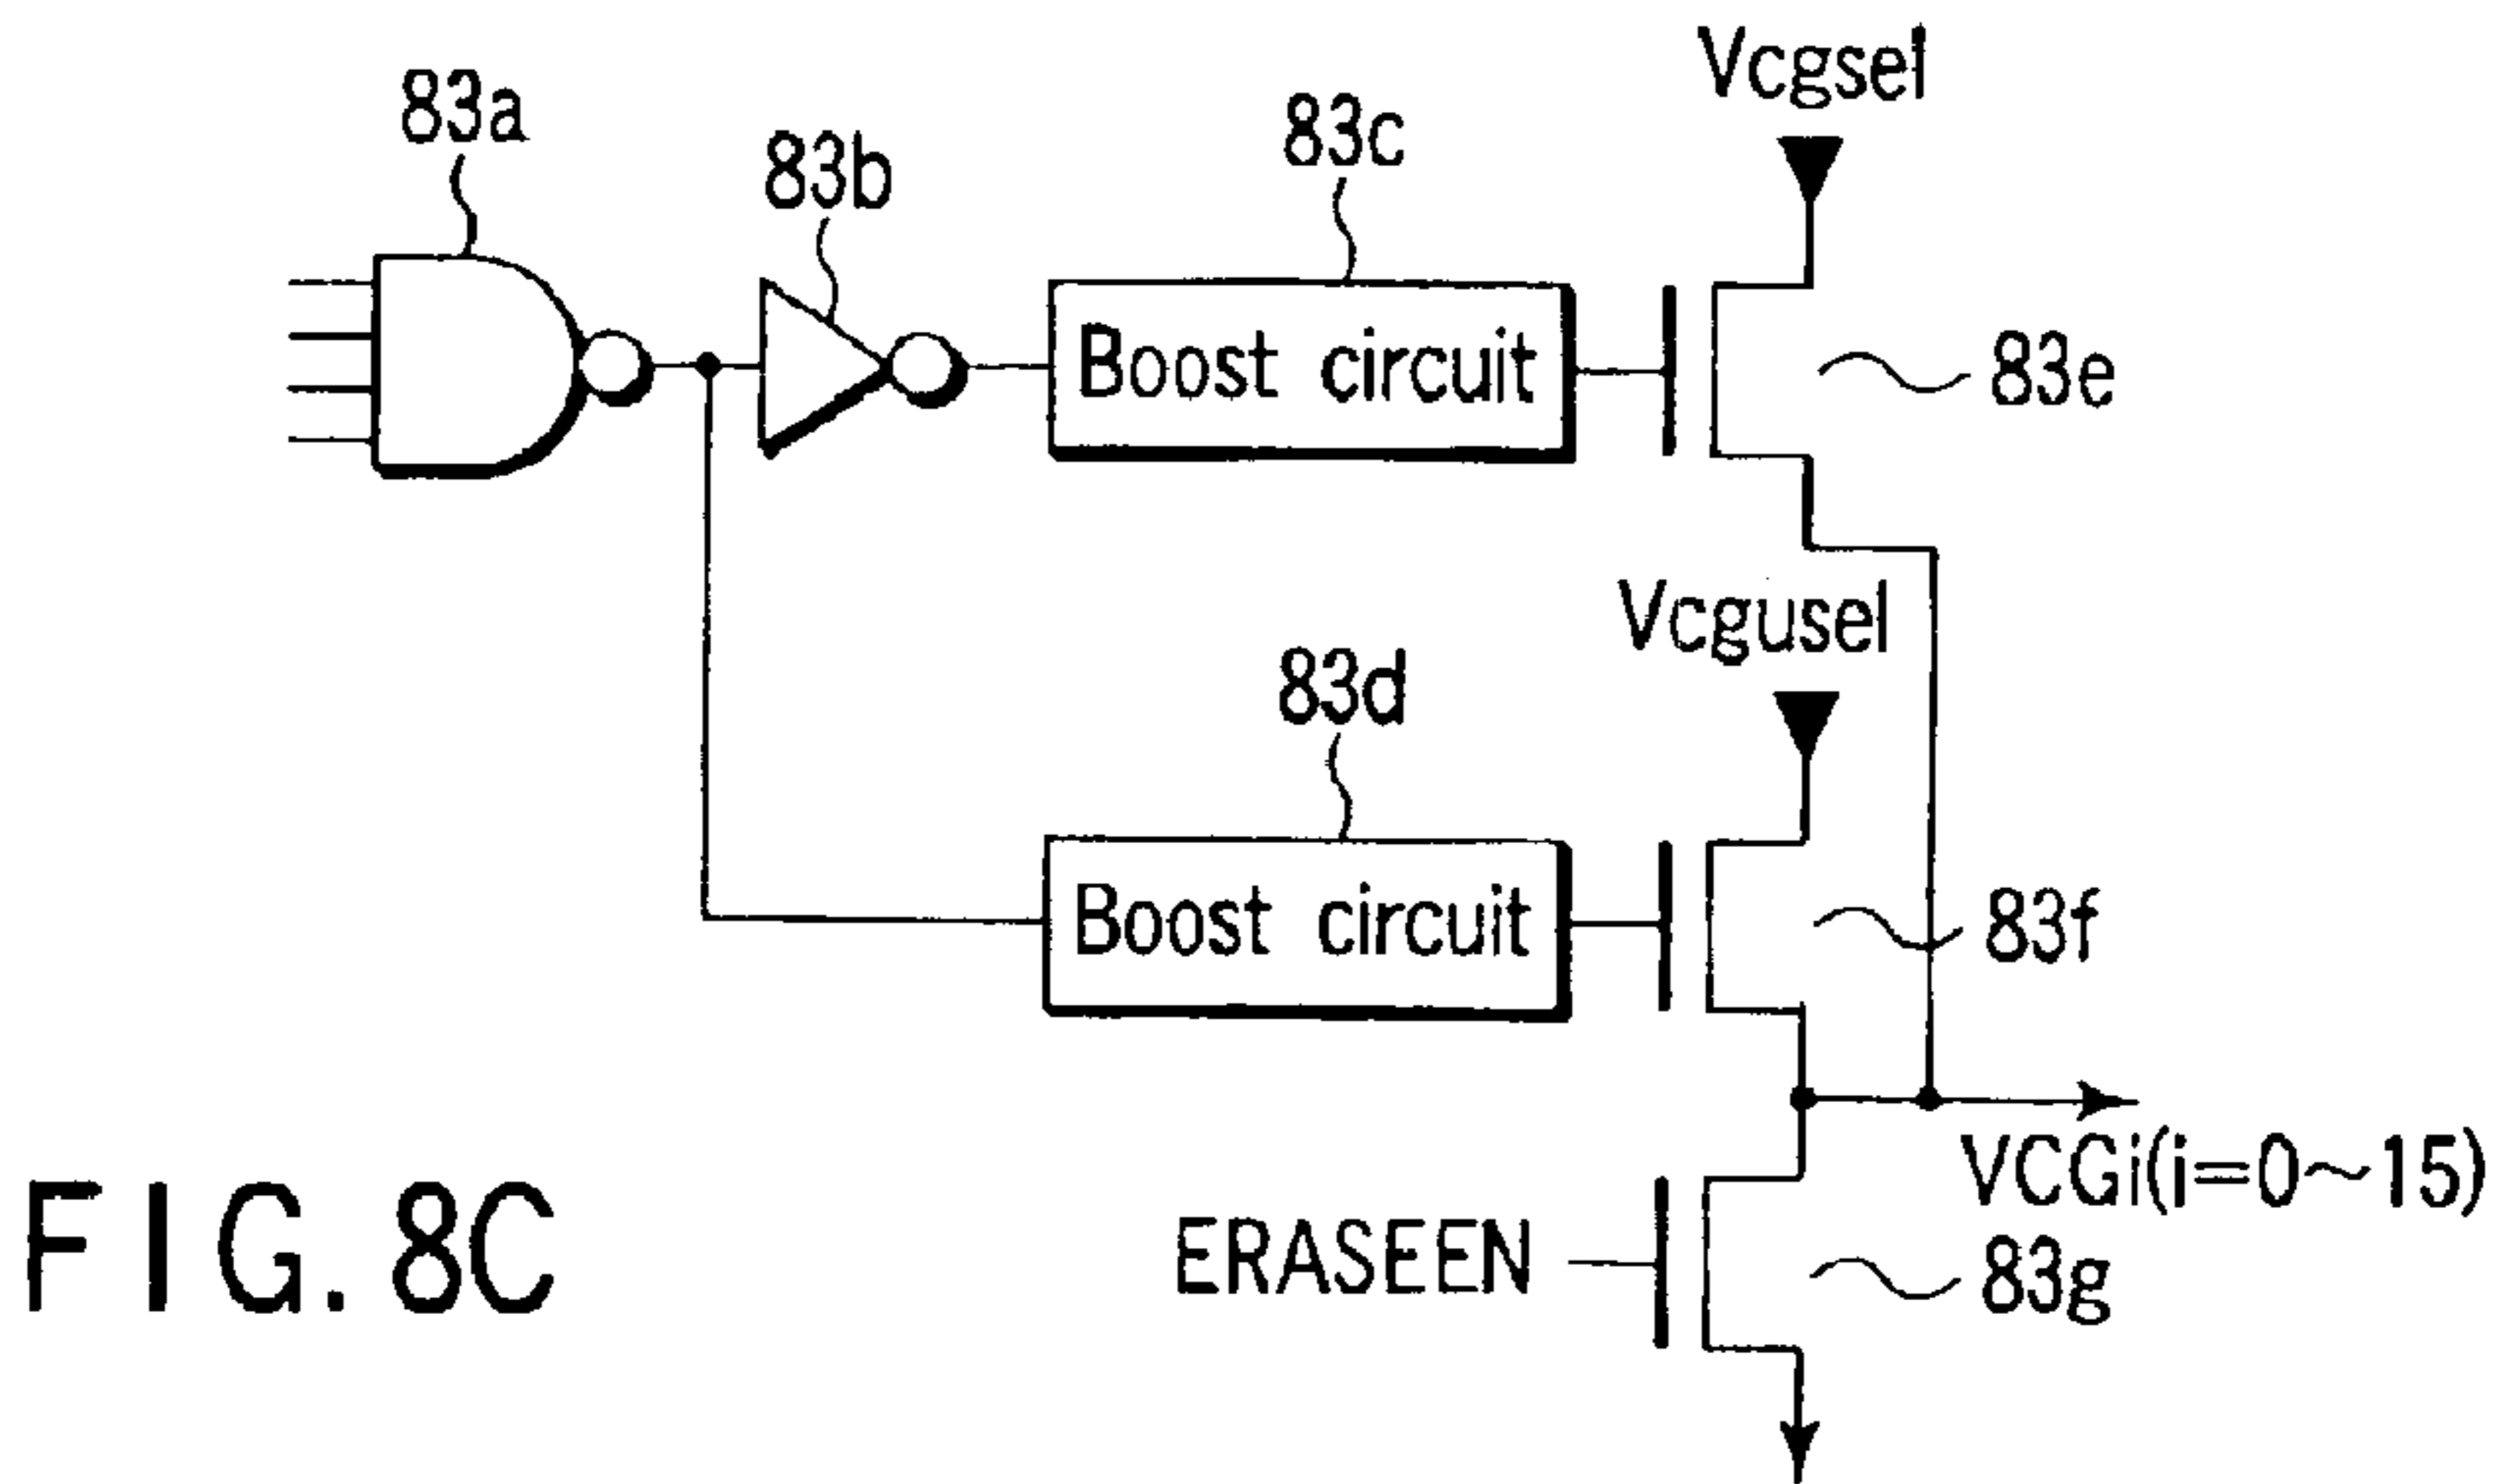 Vcgsel
83a
83c
83b
Boost circuit
83e
Vcgusel
83d
Boost circuit
83f
VCGi(i=0~15)
ERASEEN
83g
FIG. 8C